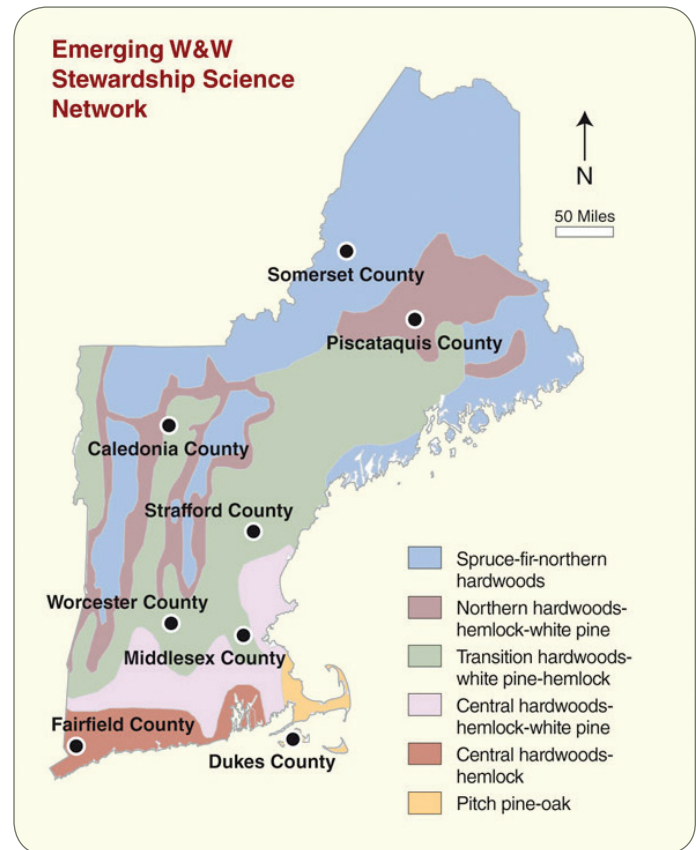 Emerging W&W
Stewardship Science
Network
N
50 Miles
Somerset County
Piscataquis County
Caledonia County
Strafford County
Worcester County
Middlesex County
Fairfield County
Dukes County
Spruce-fir-northern
hardwoods
Northern hardwoods-
hemlock-white pine
Transition hardwoods-
white pine-hemlock
Central hardwoods-
hemlock-white pine
Central hardwoods-
hemlock
Pitch pine-oak